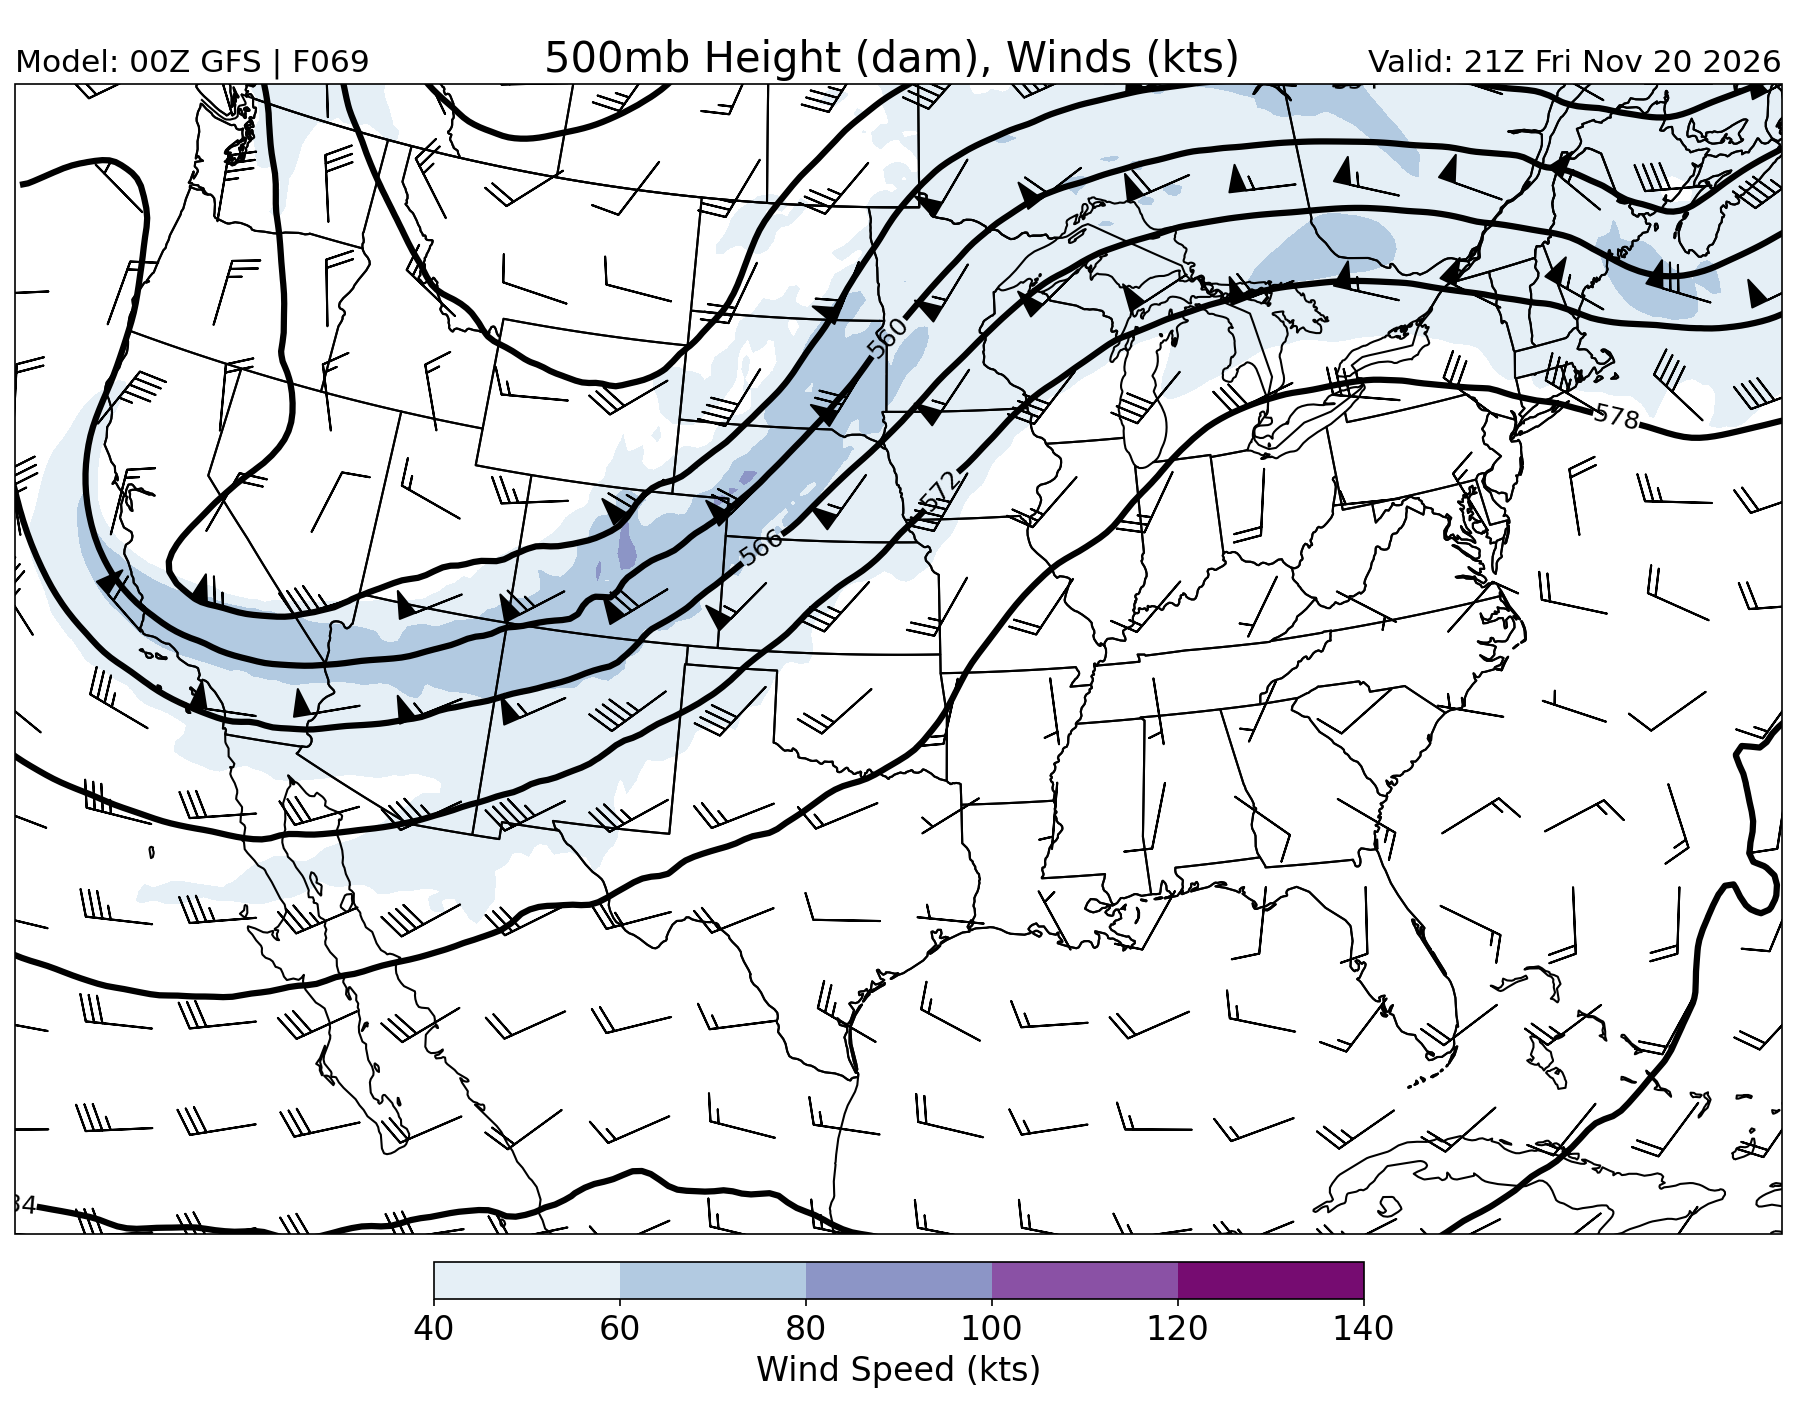 Model: 00Z GFS | F069
500mb Height (dam), Winds (kts)
Valid: 21Z Fri Nov 20 2026
560
578
572
566
34
40
60
80
100
120
140
Wind Speed (kts)